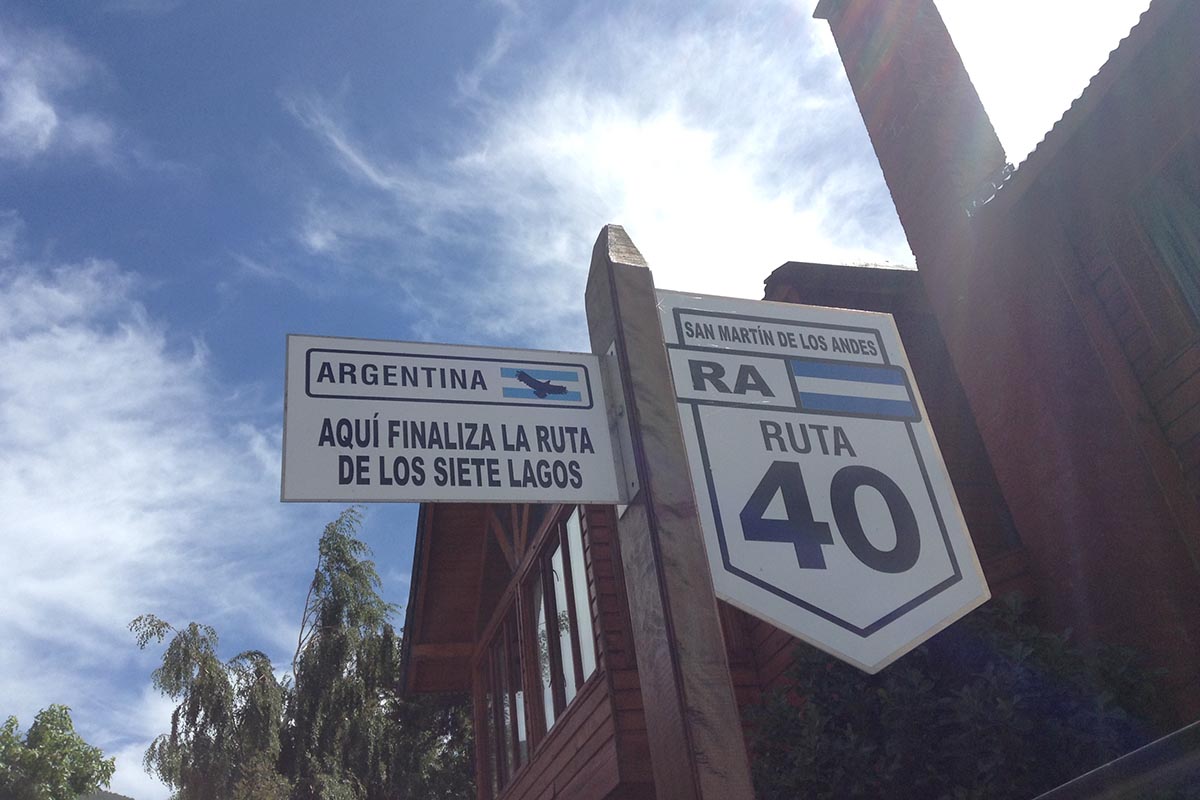 ARGENTINA
AQUÍ FINALIZA LA RUTA
DE LOS SIETE LAGOS
SAN MARTÍN DE LOS ANDES
RA
RUTA
40